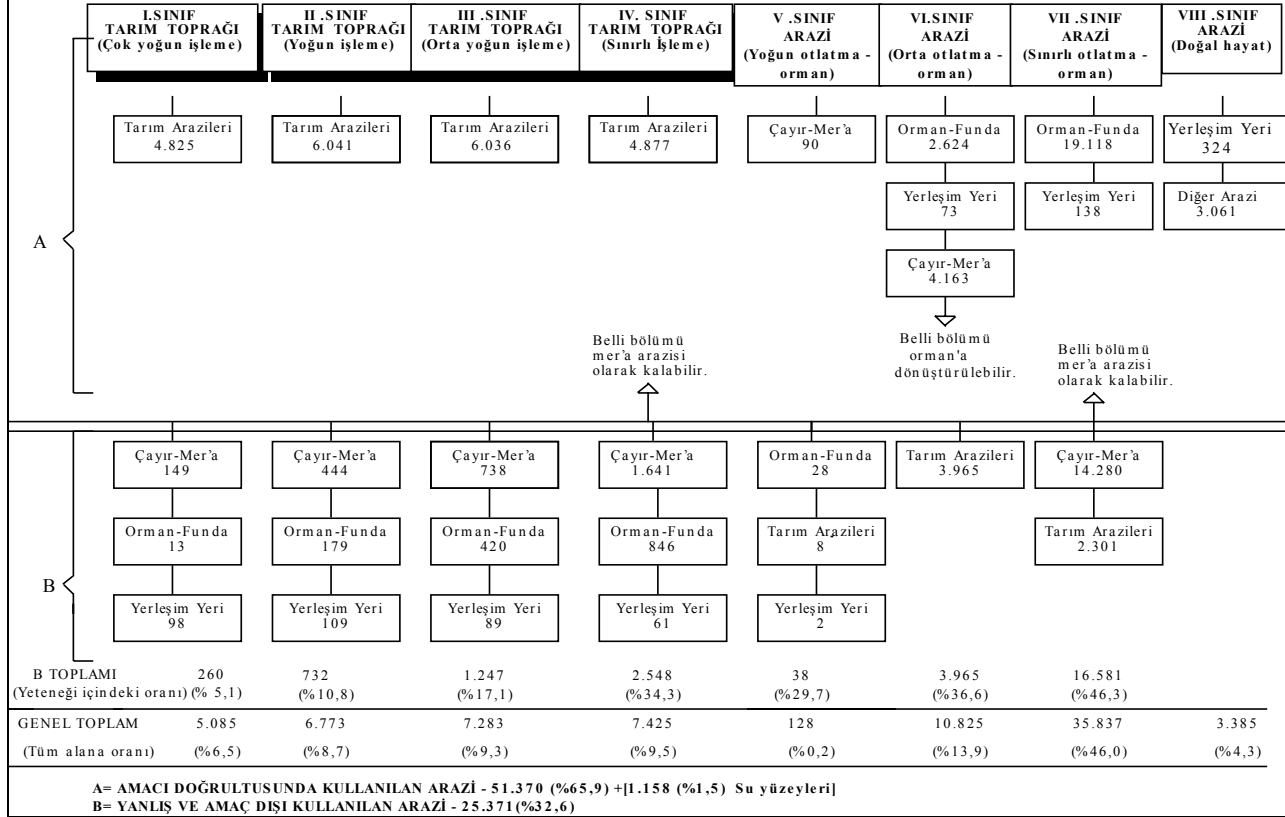 I.SINIF
TARIM TOPRAĞI
(Çok yoğun işleme)
II .SINIF
TARIM TOPRAĞI
(Yoğun işleme)
III .SINIF
TARIM TOPRAĞI
(Orta yoğun işleme)
IV. SINIF
TARIM TOPRAĞI
(Sınırlı İşleme)
V .SINIF
ARAZİ
(Yoğun otlatma -
orman)
VI.SINIF
ARAZİ
(Orta otlatma -
orman)
VII .SINIF
ARAZİ
(Sınırlı otlatma -
orman)
VIII .SINIF
ARAZİ
(Doğal hayat)
A
Tarım Arazileri
4.825
Tarım Arazileri
6.041
Tarım Arazileri
6.036
Tarım Arazileri
4.877
Çayır-Mer'a
90
Orman-Funda
2.624
Orman-Funda
19.118
Yerleşim Yeri
324
Yerleşim Yeri
73
Yerleşim Yeri
138
Diğer Arazi
3.061
Çayır-Mer'a
4.163
Belli bölümü
mer'a arazisi
olarak kalabilir.
Belli bölümü
orman'a
dönüştürülebilir.
Belli bölümü
mer'a arazisi
olarak kalabilir.
B
Çayır-Mer'a
149
Çayır-Mer'a
444
Çayır-Mer'a
738
Çayır-Mer'a
1.641
Orman-Funda
28
Tarım Arazileri
3.965
Çayır-Mer'a
14.280
Orman-Funda
13
Orman-Funda
179
Orman-Funda
420
Orman-Funda
846
Tarım Arazileri
8
Tarım Arazileri
2.301
Yerleşim Yeri
98
Yerleşim Yeri
109
Yerleşim Yeri
89
Yerleşim Yeri
61
Yerleşim Yeri
2
B TOPLAMI 260 732 1.247 2.548 38 3.965 16.581
(Yeteneği içindeki oranı) (% 5,1) (%10,8) (%17,1) (%34,3) (%29,7) (%36,6) (%46,3)
GENEL TOPLAM 5.085 6.773 7.283 7.425 128 10.825 35.837 3.385
(Tüm alana oranı) (%6,5) (%8,7) (%9,3) (%9,5) (%0,2) (%13,9) (%46,0) (%4,3)
A= AMACI DOĞRULTUSUNDA KULLANILAN ARAZİ - 51.370 (%65,9) +[1.158 (%1,5) Su yüzeyleri]
B= YANLIŞ VE AMAÇ DIŞI KULLANILAN ARAZİ - 25.371(%32,6)